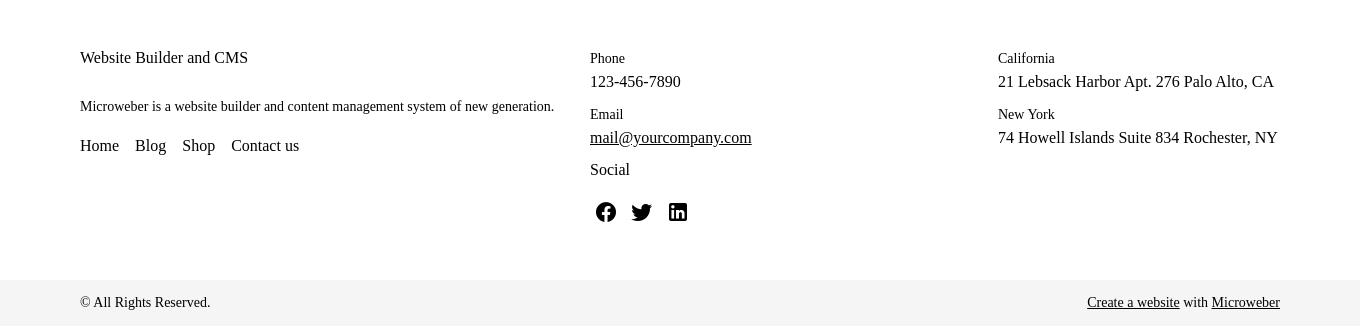 Website Builder and CMS
Microweber is a website builder and content management system of new generation.
Home Blog Shop Contact us
Phone
123-456-7890
Email
mail@yourcompany.com
Social
California
21 Lebsack Harbor Apt. 276 Palo Alto, CA
New York
74 Howell Islands Suite 834 Rochester, NY
© All Rights Reserved.
Create a website with Microweber